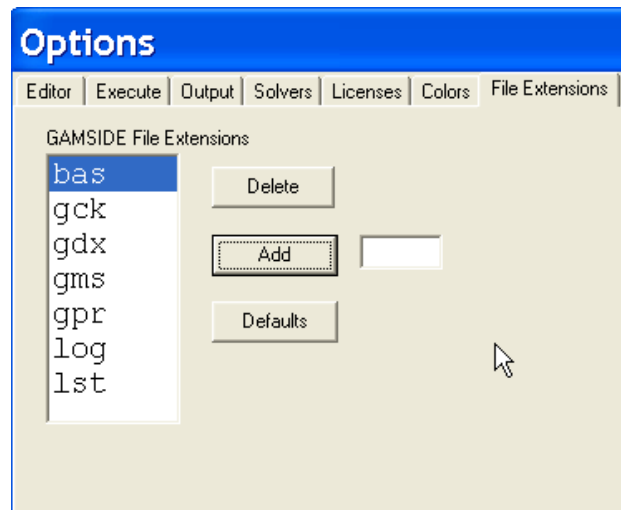 Options
Editor Execute Output Solvers Licenses Colors File Extensions
GAMSIDE File Extensions
bas
gck
gdx
gms
gpr
log
lst
Delete
Add
Defaults